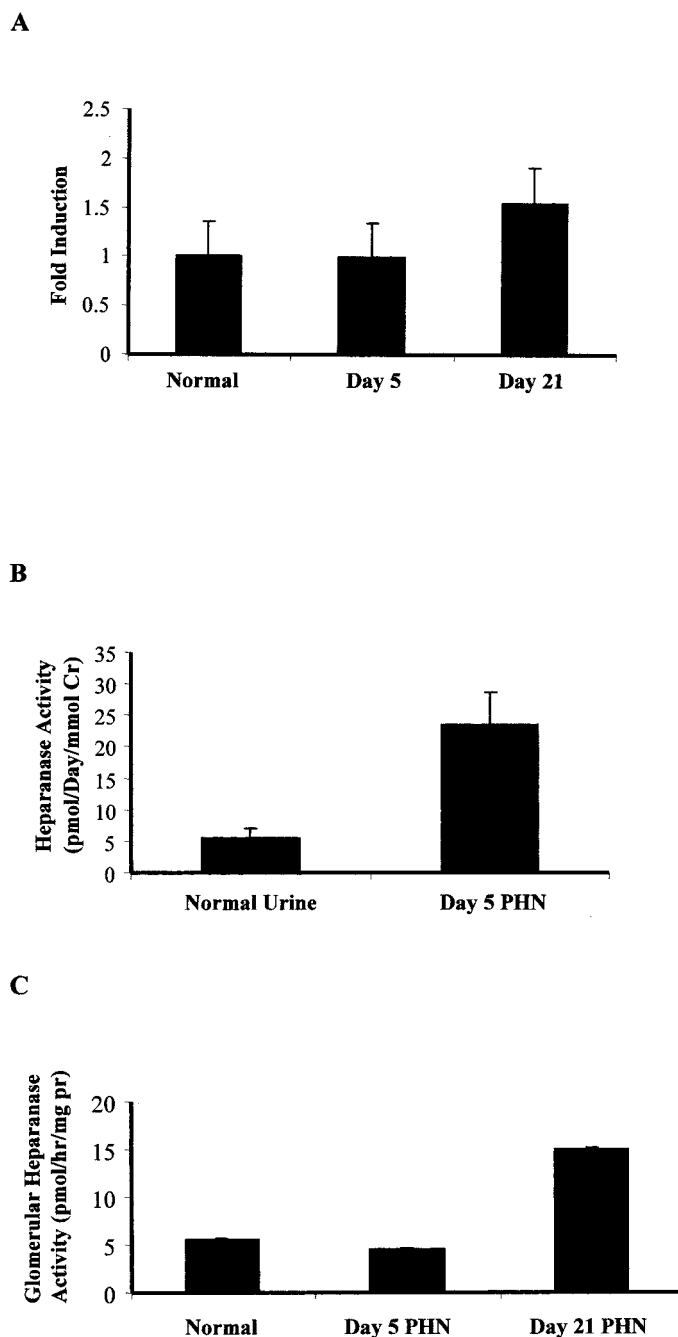 A
Fold Induction
2.5
2
1.5
1
0.5
0
Normal Day 5 Day 21
B
Heparanase Activity
(pmol/Day/mmol Cr)
35
30
25
20
15
10
5
0
Normal Urine Day 5 PHN
C
Glomerular Heparanase
Activity (pmol/hr/mg pr)
20
15
10
5
0
Normal Day 5 PHN Day 21 PHN